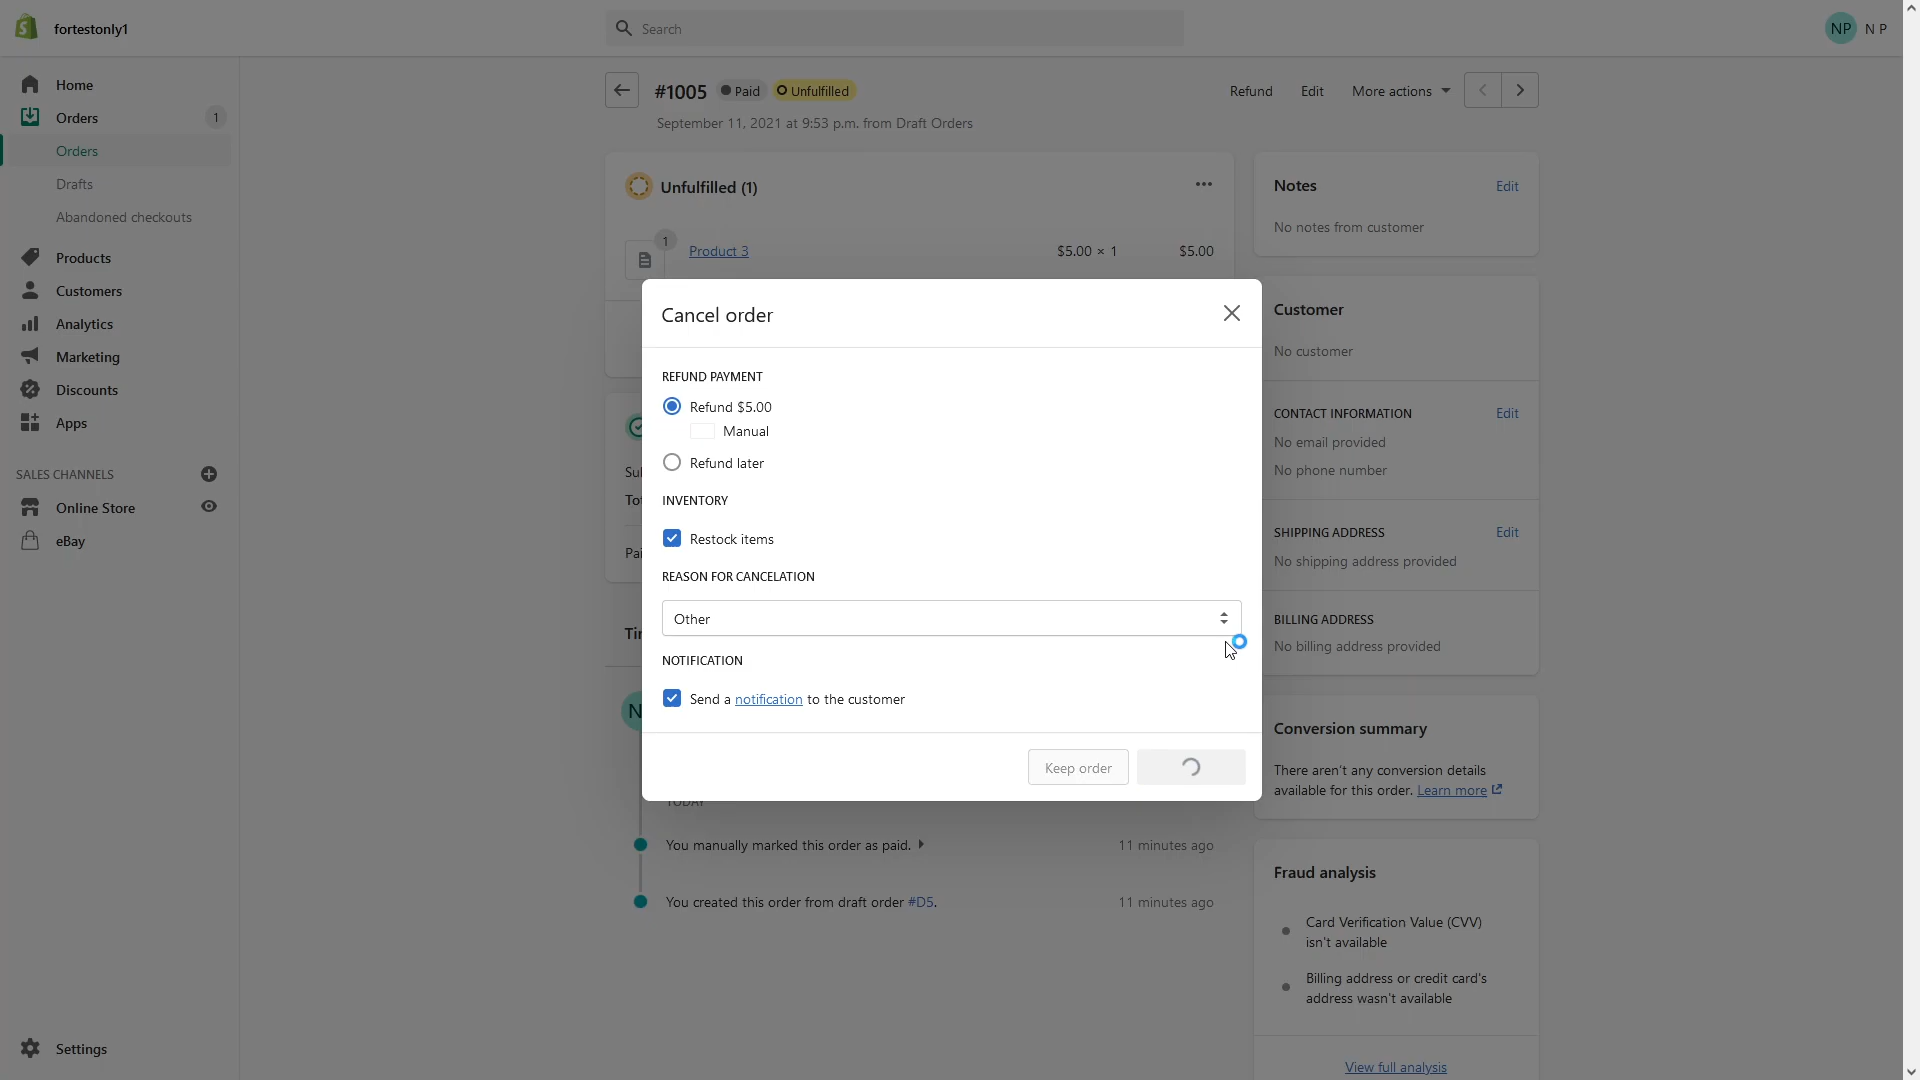 fortestonly1
Search
NP N P
Home
Orders 1
Orders
Drafts
Abandoned checkouts
Products
Customers
Analytics
Marketing
Discounts
Apps
SALES CHANNELS
Online Store
eBay
Settings
#1005 Paid Unfulfilled
Refund Edit More actions
September 11, 2021 at 9:53 p.m. from Draft Orders
Unfulfilled (1)
1
Product 3 $5.00 × 1 $5.00
Cancel order
REFUND PAYMENT
Refund $5.00
Manual
Refund later
INVENTORY
Restock items
REASON FOR CANCELATION
Other
NOTIFICATION
Send a notification to the customer
Keep order
TODAY
You manually marked this order as paid. 11 minutes ago
You created this order from draft order #D5. 11 minutes ago
Notes Edit
No notes from customer
Customer
No customer
CONTACT INFORMATION Edit
No email provided
No phone number
SHIPPING ADDRESS Edit
No shipping address provided
BILLING ADDRESS
No billing address provided
Conversion summary
There aren't any conversion details
available for this order. Learn more
Fraud analysis
Card Verification Value (CVV)
isn't available
Billing address or credit card's
address wasn't available
View full analysis